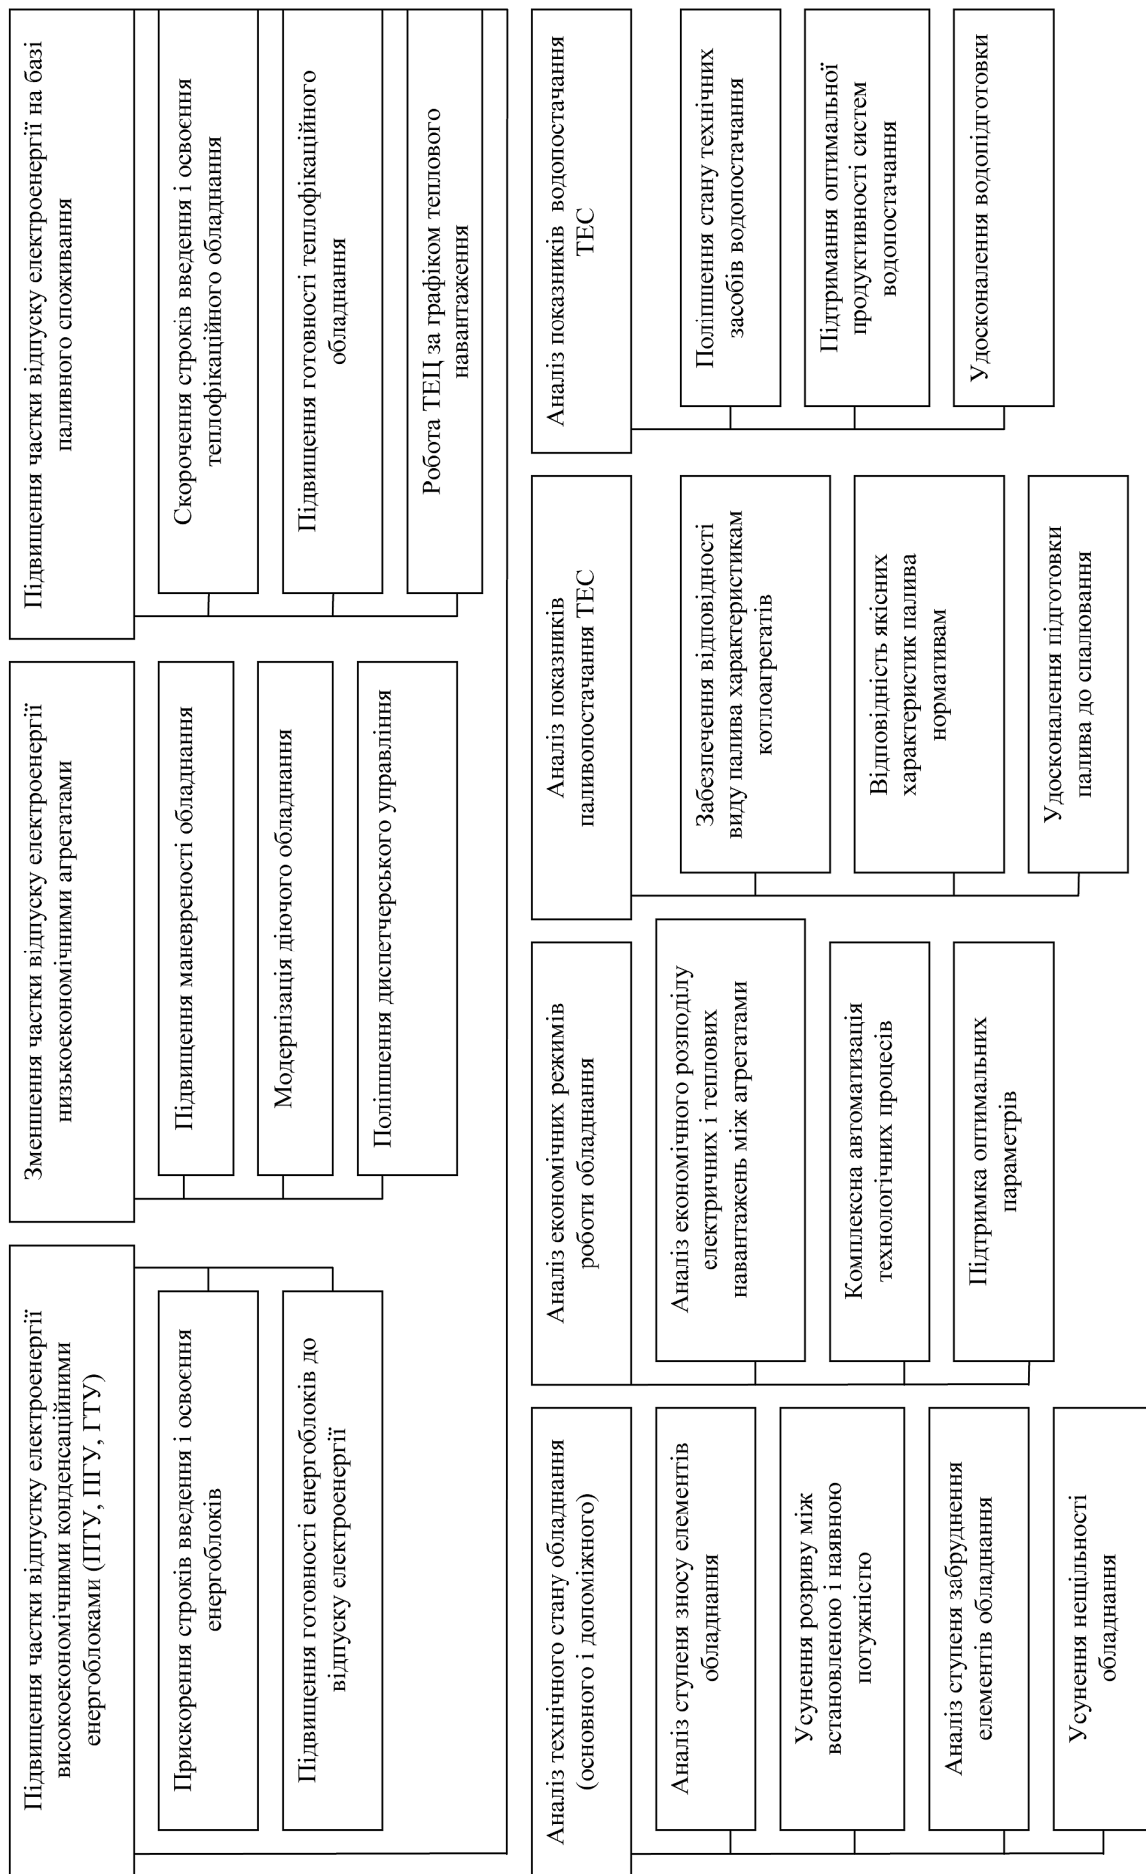 Підвищення частки відпустку електроенергії
високоекономічними конденсаційними
енергоблоками (ПТУ, ПГУ, ГТУ)
Прискорення строків введення і освоєння
енергоблоків
Підвищення готовності енергоблоків до
відпуску електроенергії
Зменшення частки відпуску електроенергії
низькоекономічними агрегатами
Підвищення маневреності обладнання
Модернізація діючого обладнання
Поліпшення диспетчерського управління
Підвищення частки відпуску електроенергії на базі
паливного споживання
Скорочення строків введення і освоєння
теплофікаційного обладнання
Підвищення готовності теплофікаційного
обладнання
Робота ТЕЦ за графіком теплового
навантаження
Аналіз технічного стану обладнання
(основного і допоміжного)
Аналіз ступеня зносу елементів
обладнання
Усунення розриву між
встановленою і наявною
потужністю
Аналіз ступеня забруднення
елементів обладнання
Усунення нещільності
обладнання
Аналіз економічних режимів
роботи обладнання
Аналіз економічного розподілу
електричних і теплових
навантажень між агрегатами
Комплексна автоматизація
технологічних процесів
Підтримка оптимальних
параметрів
Аналіз показників
паливопостачання ТЕС
Забезпечення відповідності
виду палива характеристикам
котлоагрегатів
Відповідність якісних
характеристик палива
нормативам
Удосконалення підготовки
палива до спалювання
Аналіз показників водопостачання
ТЕС
Поліпшення стану технічних
засобів водопостачання
Підтримання оптимальної
продуктивності систем
водопостачання
Удосконалення водопідготовки